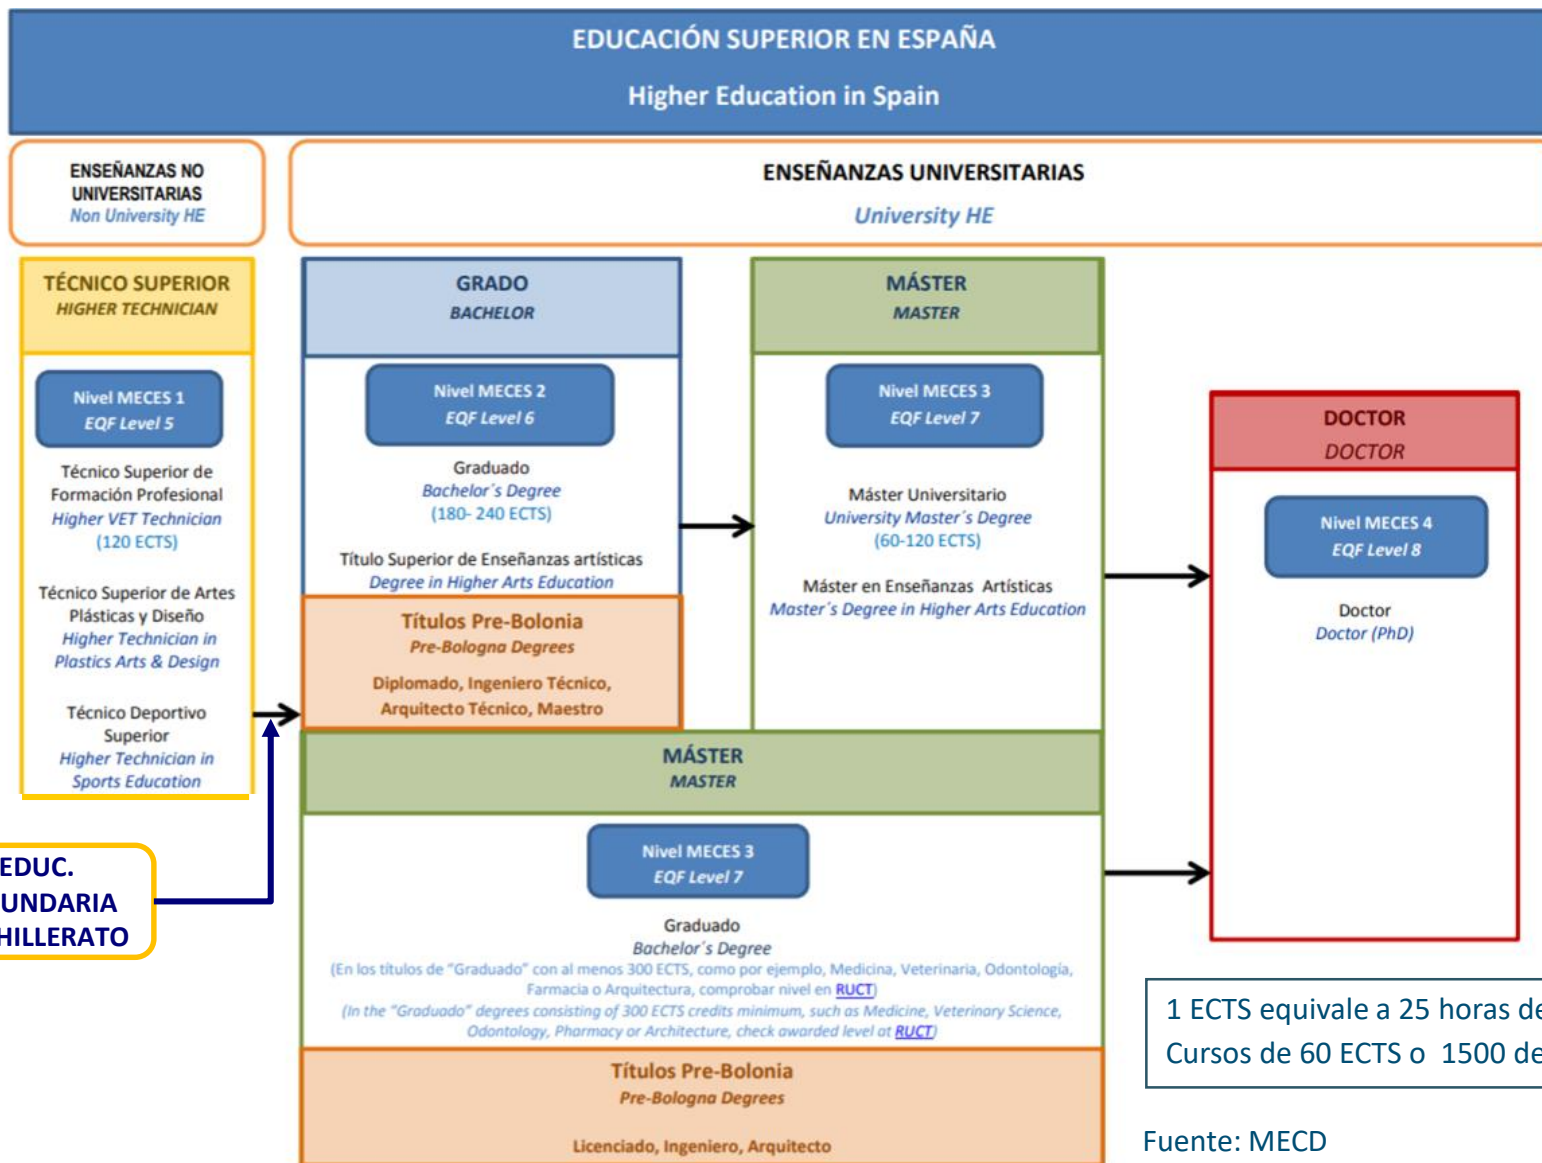 EDUCACIÓN SUPERIOR EN ESPAÑA
Higher Education in Spain
ENSEÑANZAS NO
UNIVERSITARIAS
Non University HE
ENSEÑANZAS UNIVERSITARIAS
University HE
TÉCNICO SUPERIOR
HIGHER TECHNICIAN
Nivel MECES 1
EQF Level 5
Técnico Superior de
Formación Profesional
Higher VET Technician
(120 ECTS)
Técnico Superior de Artes
Plásticas y Diseño
Higher Technician in
Plastics Arts & Design
Técnico Deportivo
Superior
Higher Technician in
Sports Education
EDUC.
UNDARIA
HILLERATO
GRADO
BACHELOR
Nivel MECES 2
EQF Level 6
Graduado
Bachelor´s Degree
(180- 240 ECTS)
Título Superior de Enseñanzas artísticas
Degree in Higher Arts Education
Títulos Pre-Bolonia
Pre-Bologna Degrees
Diplomado, Ingeniero Técnico,
Arquitecto Técnico, Maestro
MÁSTER
MASTER
Nivel MECES 3
EQF Level 7
Máster Universitario
University Master´s Degree
(60-120 ECTS)
Máster en Enseñanzas Artísticas
Master´s Degree in Higher Arts Education
MÁSTER
MASTER
Nivel MECES 3
EQF Level 7
Graduado
Bachelor´s Degree
(En los títulos de “Graduado” con al menos 300 ECTS, como por ejemplo, Medicina, Veterinaria, Odontología,
Farmacia o Arquitectura, comprobar nivel en RUCT)
(In the “Graduado” degrees consisting of 300 ECTS credits minimum, such as Medicine, Veterinary Science,
Odontology, Pharmacy or Architecture, check awarded level at RUCT)
Títulos Pre-Bolonia
Pre-Bologna Degrees
Licenciado, Ingeniero, Arquitecto
DOCTOR
DOCTOR
Nivel MECES 4
EQF Level 8
Doctor
Doctor (PhD)
1 ECTS equivale a 25 horas de
Cursos de 60 ECTS o 1500 de
Fuente: MECD